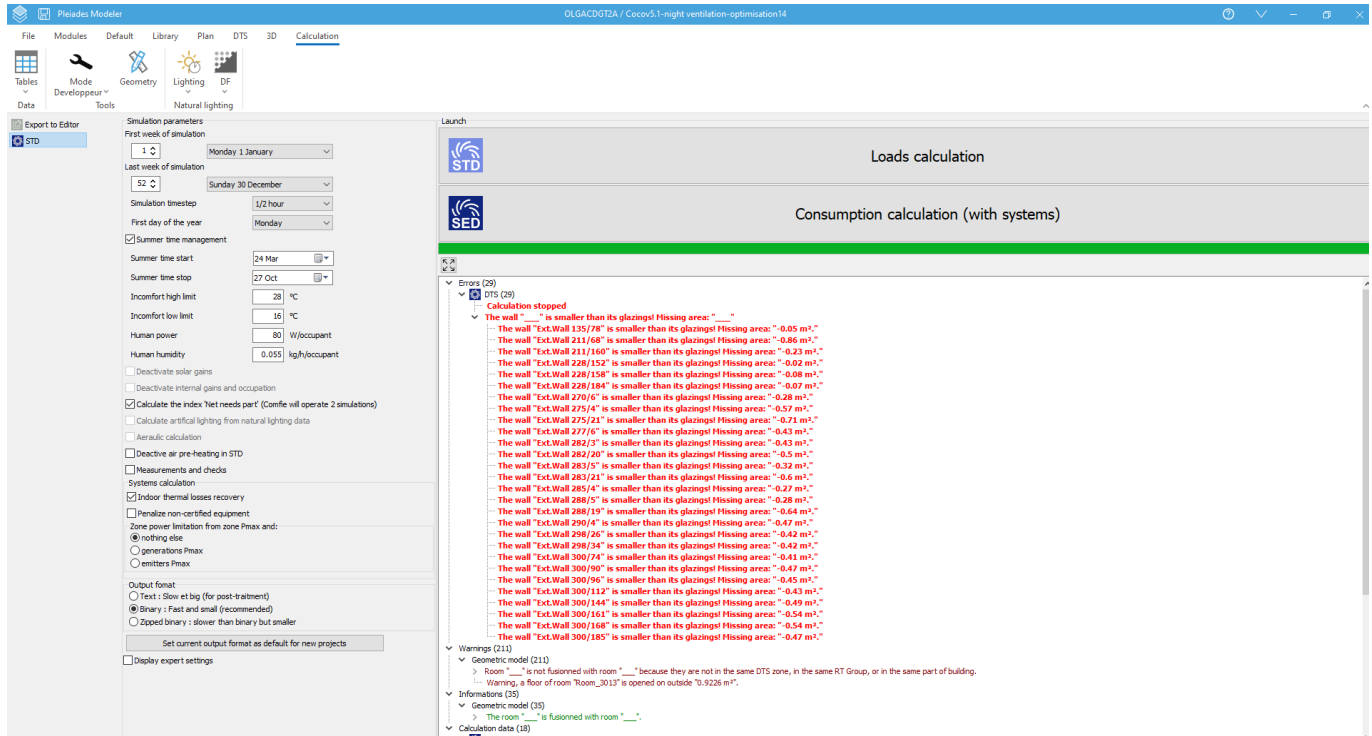 Pleiades Modeler
OLGACDGT2A / Cocov5.1-night ventilation-optimisation14
File Modules Default Library Plan DTS 3D Calculation
Tables Mode Developpeur Geometry Lighting DF
Data Tools Natural lighting
Export to Editor
STD
Simulation parameters
First week of simulation
1 Monday 1 January
Last week of simulation
52 Sunday 30 December
Simulation timestep 1/2 hour
First day of the year Monday
Summer time management
Summer time start 24 Mar
Summer time stop 27 Oct
Incomfort high limit 28 °C
Incomfort low limit 16 °C
Human power 80 W/occupant
Human humidity 0.055 kg/h/occupant
Deactivate solar gains
Deactivate internal gains and occupation
Calculate the index 'Net needs part' (Comfie will operate 2 simulations)
Calculate artifical lighting from natural lighting data
Aeraulic calculation
Deactive air pre-heating in STD
Measurements and checks
Systems calculation
Indoor thermal losses recovery
Penalize non-certified equipment
Zone power limitation from zone Pmax and:
nothing else
generations Pmax
emitters Pmax
Output fomat
Text : Slow et big (for post-traitment)
Binary : Fast and small (recommended)
Zipped binary : slower than binary but smaller
Set current output format as default for new projects
Display expert settings
Launch
STD Loads calculation
SED Consumption calculation (with systems)
Errors (29)
DTS (29)
Calculation stopped
The wall "___" is smaller than its glazings! Missing area: "___"
The wall "Ext.Wall 135/78" is smaller than its glazings! Missing area: "-0.05 m²."
The wall "Ext.Wall 211/68" is smaller than its glazings! Missing area: "-0.86 m²."
The wall "Ext.Wall 211/160" is smaller than its glazings! Missing area: "-0.23 m²."
The wall "Ext.Wall 228/152" is smaller than its glazings! Missing area: "-0.02 m²."
The wall "Ext.Wall 228/158" is smaller than its glazings! Missing area: "-0.08 m²."
The wall "Ext.Wall 228/184" is smaller than its glazings! Missing area: "-0.07 m²."
The wall "Ext.Wall 270/6" is smaller than its glazings! Missing area: "-0.28 m²."
The wall "Ext.Wall 275/4" is smaller than its glazings! Missing area: "-0.57 m²."
The wall "Ext.Wall 275/21" is smaller than its glazings! Missing area: "-0.71 m²."
The wall "Ext.Wall 277/6" is smaller than its glazings! Missing area: "-0.43 m²."
The wall "Ext.Wall 282/3" is smaller than its glazings! Missing area: "-0.43 m²."
The wall "Ext.Wall 282/20" is smaller than its glazings! Missing area: "-0.5 m²."
The wall "Ext.Wall 283/5" is smaller than its glazings! Missing area: "-0.32 m²."
The wall "Ext.Wall 283/21" is smaller than its glazings! Missing area: "-0.6 m²."
The wall "Ext.Wall 285/4" is smaller than its glazings! Missing area: "-0.27 m²."
The wall "Ext.Wall 288/5" is smaller than its glazings! Missing area: "-0.28 m²."
The wall "Ext.Wall 288/19" is smaller than its glazings! Missing area: "-0.64 m²."
The wall "Ext.Wall 290/4" is smaller than its glazings! Missing area: "-0.47 m²."
The wall "Ext.Wall 298/26" is smaller than its glazings! Missing area: "-0.42 m²."
The wall "Ext.Wall 298/34" is smaller than its glazings! Missing area: "-0.42 m²."
The wall "Ext.Wall 300/74" is smaller than its glazings! Missing area: "-0.41 m²."
The wall "Ext.Wall 300/90" is smaller than its glazings! Missing area: "-0.47 m²."
The wall "Ext.Wall 300/96" is smaller than its glazings! Missing area: "-0.45 m²."
The wall "Ext.Wall 300/112" is smaller than its glazings! Missing area: "-0.43 m²."
The wall "Ext.Wall 300/144" is smaller than its glazings! Missing area: "-0.49 m²."
The wall "Ext.Wall 300/161" is smaller than its glazings! Missing area: "-0.54 m²."
The wall "Ext.Wall 300/168" is smaller than its glazings! Missing area: "-0.54 m²."
The wall "Ext.Wall 300/185" is smaller than its glazings! Missing area: "-0.47 m²."
Warnings (211)
Geometric model (211)
Room "___" is not fusionned with room "___" because they are not in the same DTS zone, in the same RT Group, or in the same part of building.
Warning, a floor of room "Room_3013" is opened on outside "0.9226 m²".
Informations (35)
Geometric model (35)
The room "___" is fusionned with room "___".
Calculation data (18)